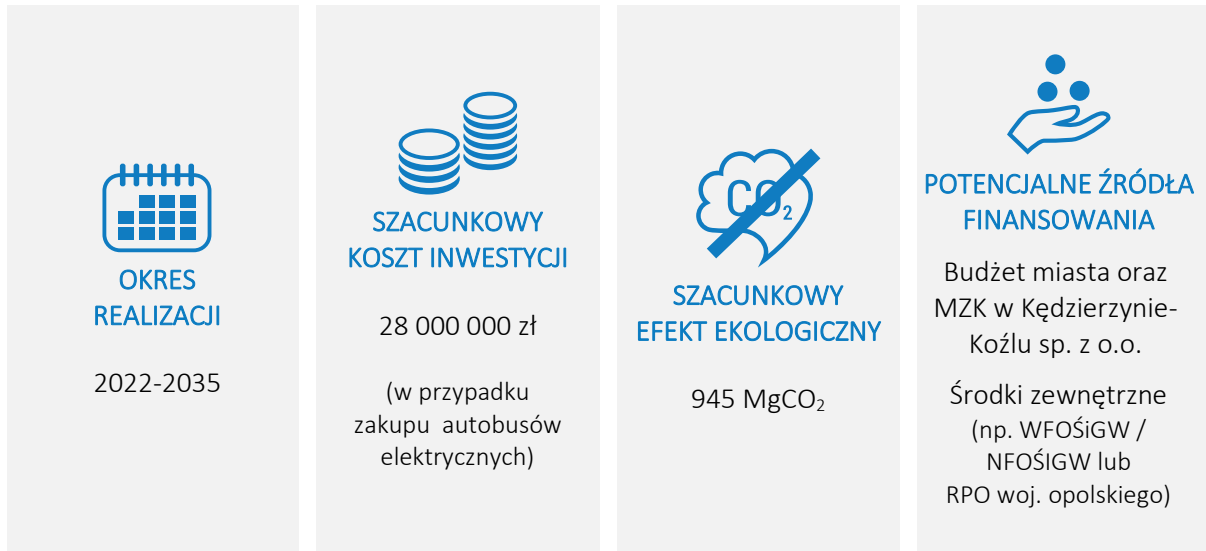 OKRES
REALIZACJI
2022-2035
SZACUNKOWY
KOSZT INWESTYCJI
28 000 000 zł
(w przypadku
zakupu autobusów
elektrycznych)
CO₂
SZACUNKOWY
EFEKT EKOLOGICZNY
945 MgCO₂
POTENCJALNE ŹRÓDŁA
FINANSOWANIA
Budżet miasta oraz
MZK w Kędzierzynie-
Koźlu sp. z o.o.
Środki zewnętrzne
(np. WFOŚiGW /
NFOŚIGW lub
RPO woj. opolskiego)